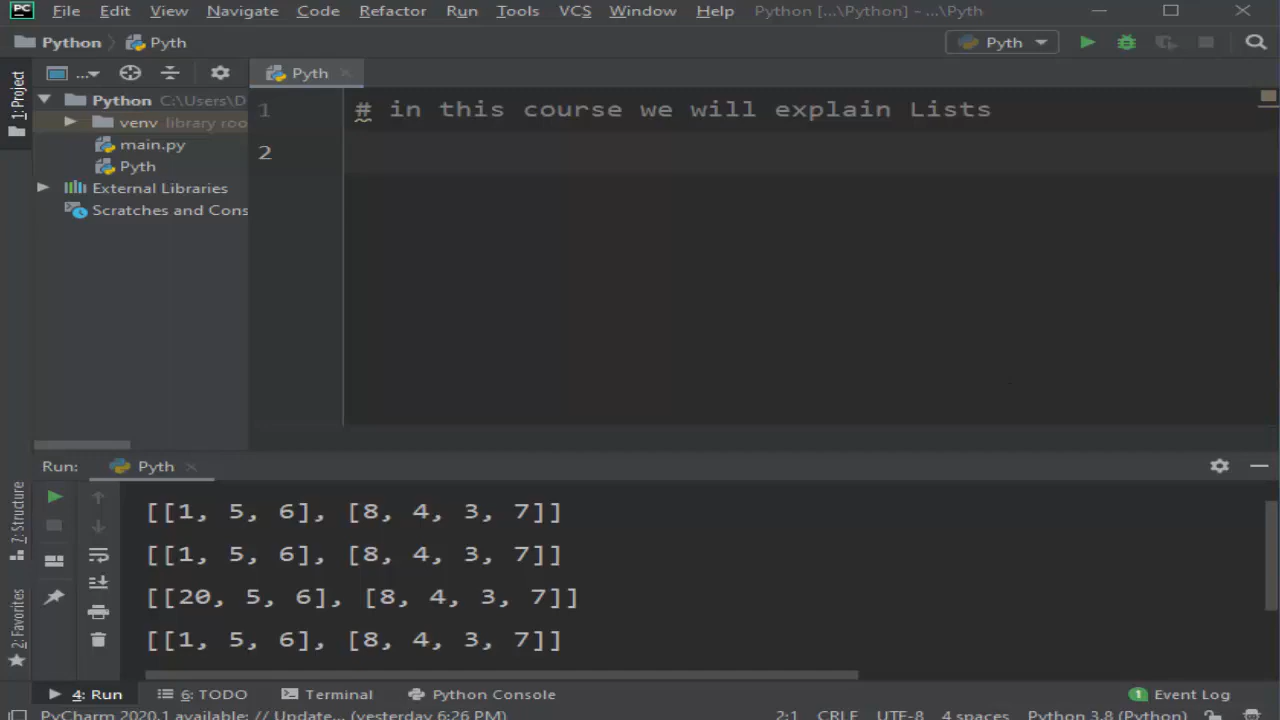 PC File Edit View Navigate Code Refactor Run Tools VCS Window Help Python [...\Python] - ...\Pyth
Python Pyth Pyth
1: Project ... Pyth
Python C:\Users\D
venv library roo
main.py
Pyth
External Libraries
Scratches and Cons
1 # in this course we will explain Lists
2
Run: Pyth
7: Structure
2: Favorites
[[1, 5, 6], [8, 4, 3, 7]]
[[1, 5, 6], [8, 4, 3, 7]]
[[20, 5, 6], [8, 4, 3, 7]]
[[1, 5, 6], [8, 4, 3, 7]]
4: Run 6: TODO Terminal Python Console 1 Event Log
PyCharm 2020.1 available: // Update... (yesterday 6:26 PM) 2:1 CRLF UTF-8 4 spaces Python 3.8 (Python)